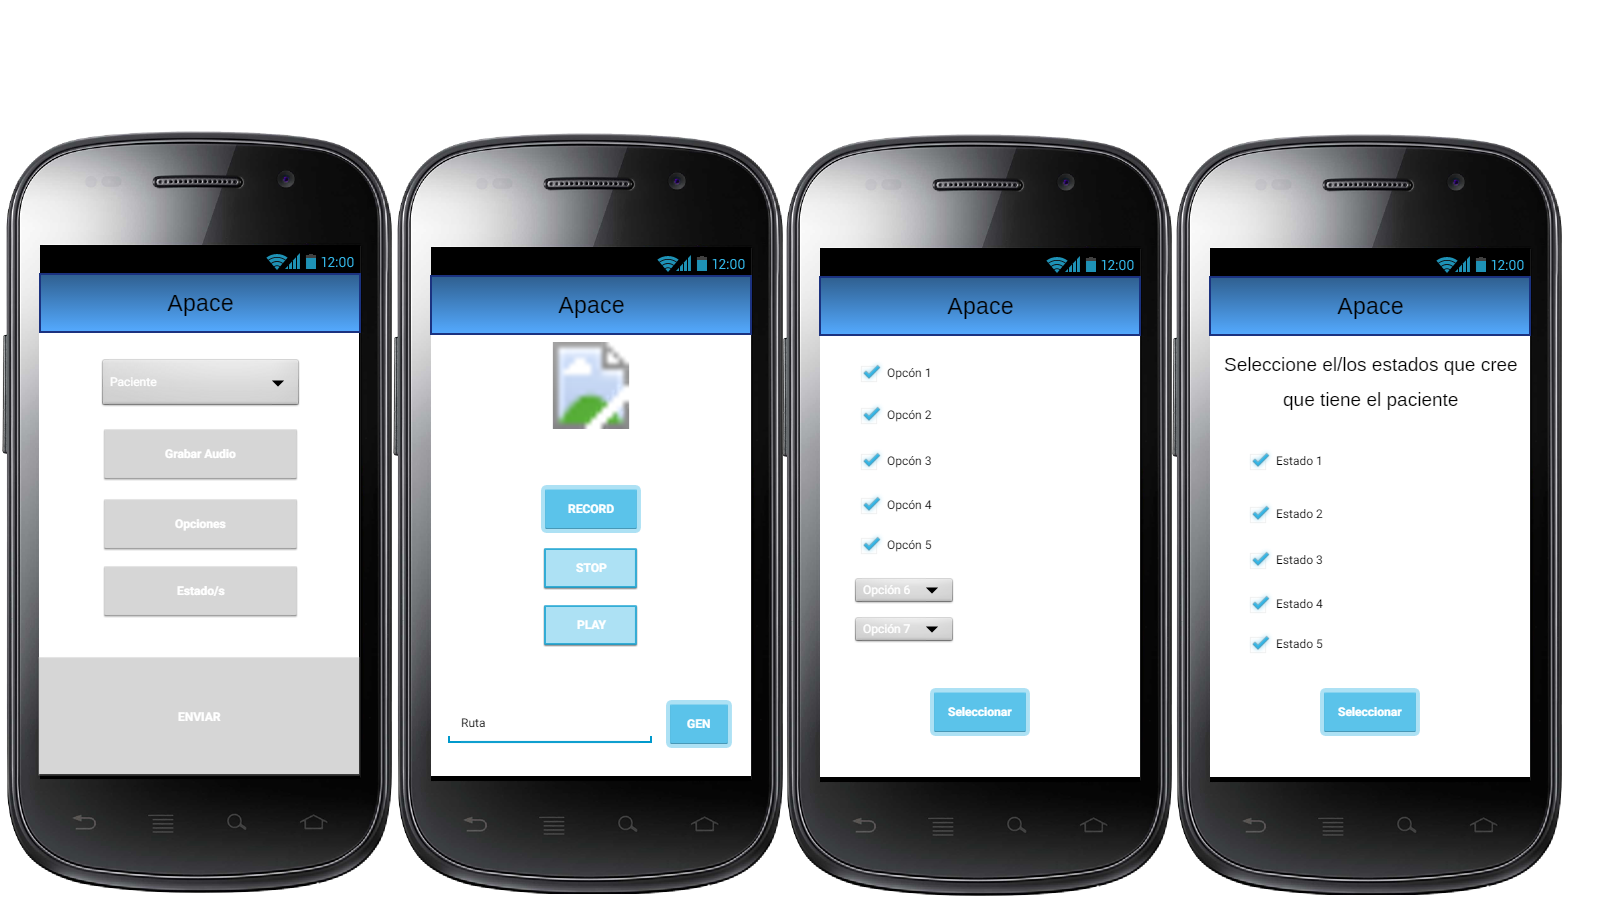 12:00
Apace
Paciente
Grabar Audio
Opciones
Estado/s
ENVIAR
12:00
Apace
RECORD
STOP
PLAY
Ruta
GEN
12:00
Apace
Opcón 1
Opcón 2
Opcón 3
Opcón 4
Opcón 5
Opción 6
Opción 7
Seleccionar
12:00
Apace
Seleccione el/los estados que cree
que tiene el paciente
Estado 1
Estado 2
Estado 3
Estado 4
Estado 5
Seleccionar